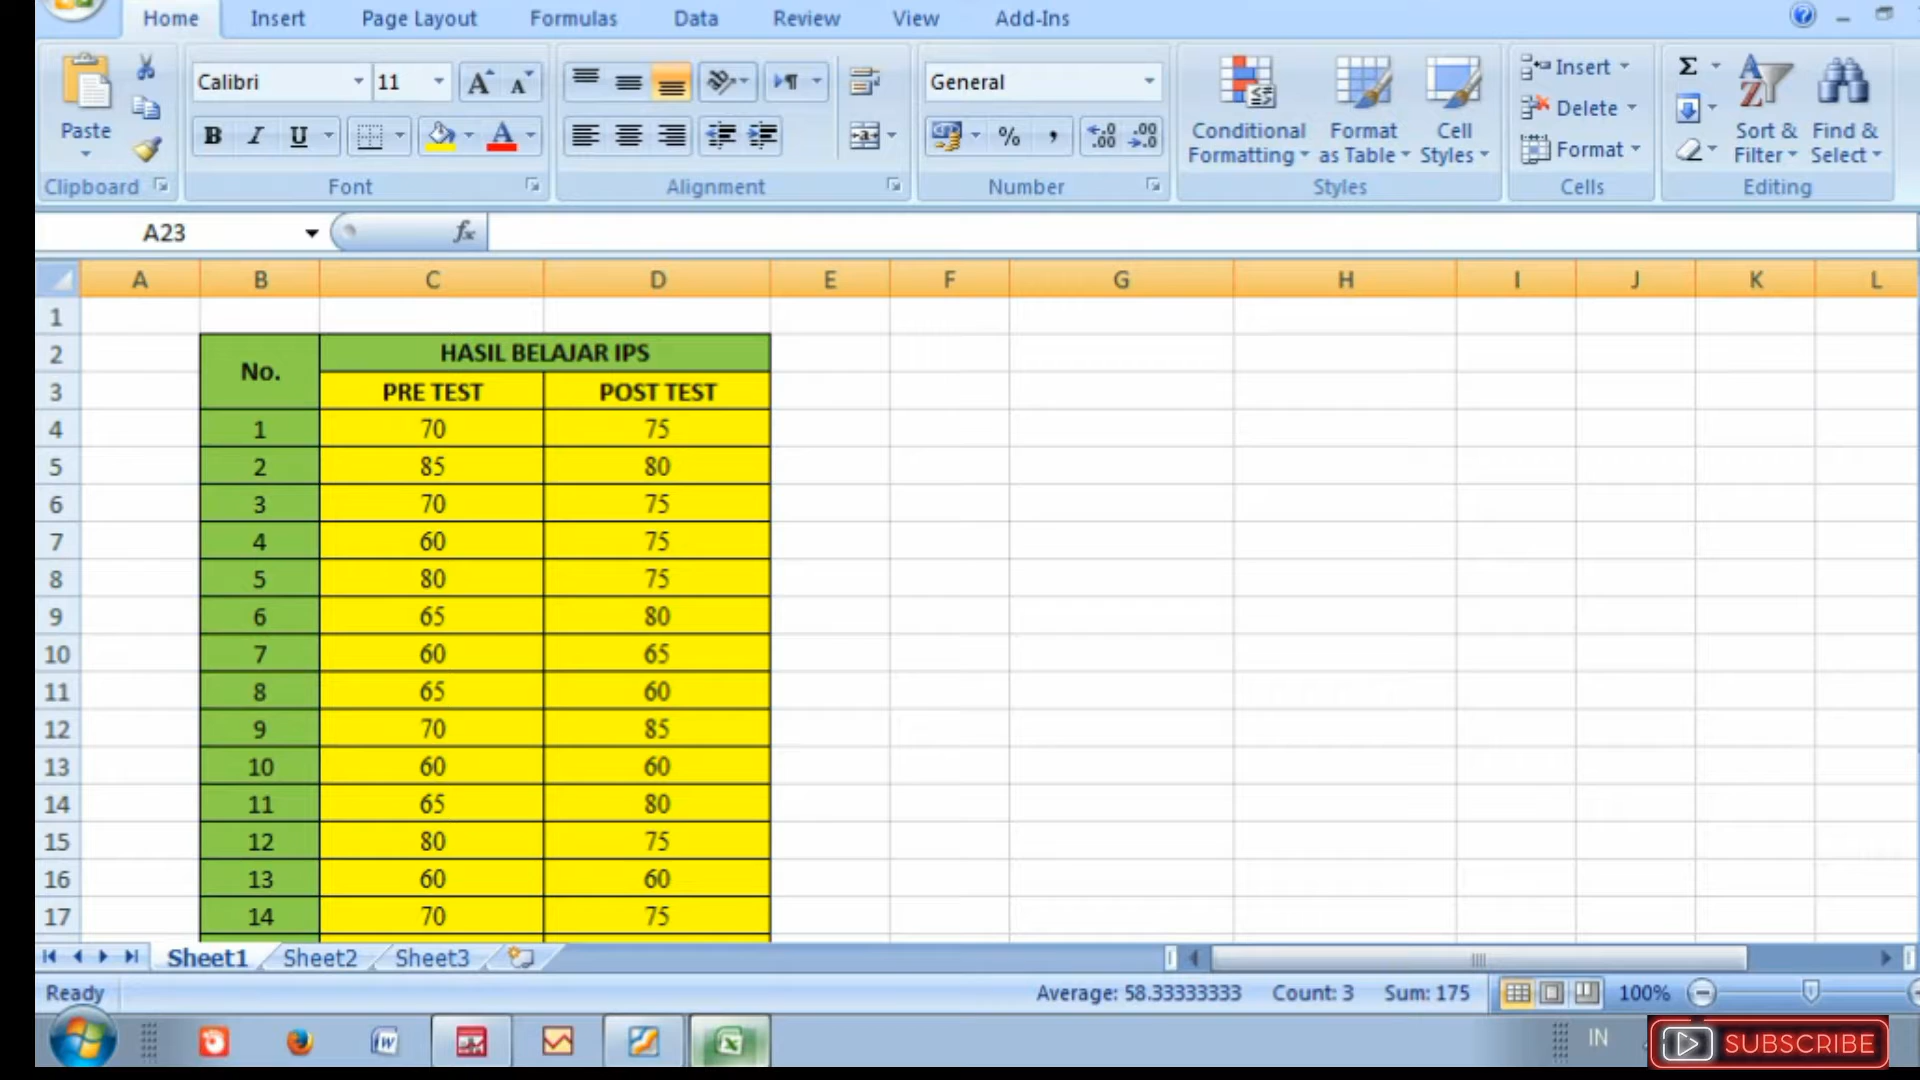 Home Insert Page Layout Formulas Data Review View Add-Ins
Calibri 11 General Insert
Delete
Paste B I U % , Conditional Formatting Format as Table Cell Styles Format Sort & Filter Find & Select
Clipboard Font Alignment Number Styles Cells Editing
A23 fx
A B C D E F G H I J K L
1
2 No. HASIL BELAJAR IPS
3 PRE TEST POST TEST
4 1 70 75
5 2 85 80
6 3 70 75
7 4 60 75
8 5 80 75
9 6 65 80
10 7 60 65
11 8 65 60
12 9 70 85
13 10 60 60
14 11 65 80
15 12 80 75
16 13 60 60
17 14 70 75
Sheet1 Sheet2 Sheet3
Ready Average: 58.33333333 Count: 3 Sum: 175 100%
IN SUBSCRIBE